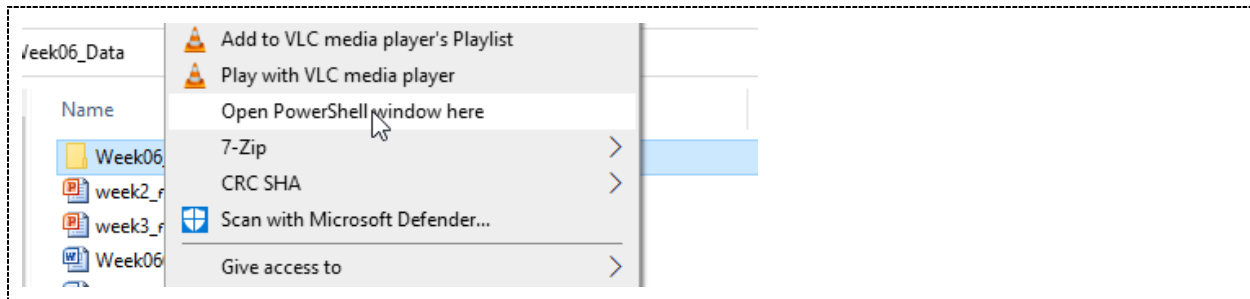 Week06_Data
Add to VLC media player's Playlist
Play with VLC media player
Name
Open PowerShell window here
Week06_
7-Zip
week2_
CRC SHA
week3_
Scan with Microsoft Defender...
Week06
Give access to